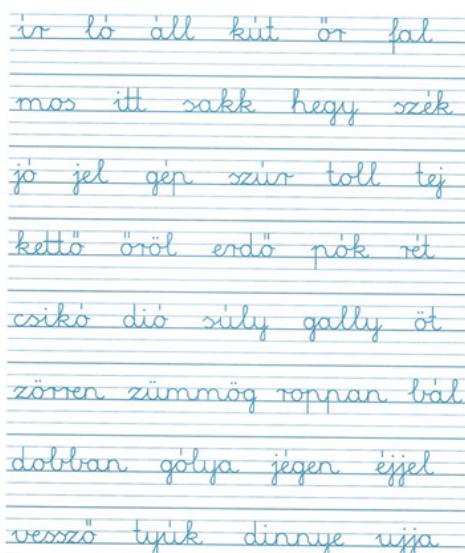 ír ló áll kút őr fal
mos itt sakk hegy szék
jó jel gép szúr toll tej
kettő őröl erdő pók rét
csikó dió súly gally öt
zörren zümmög roppan bál
dobban gólya jégen éjjel
vessző tyúk dinnye ujja